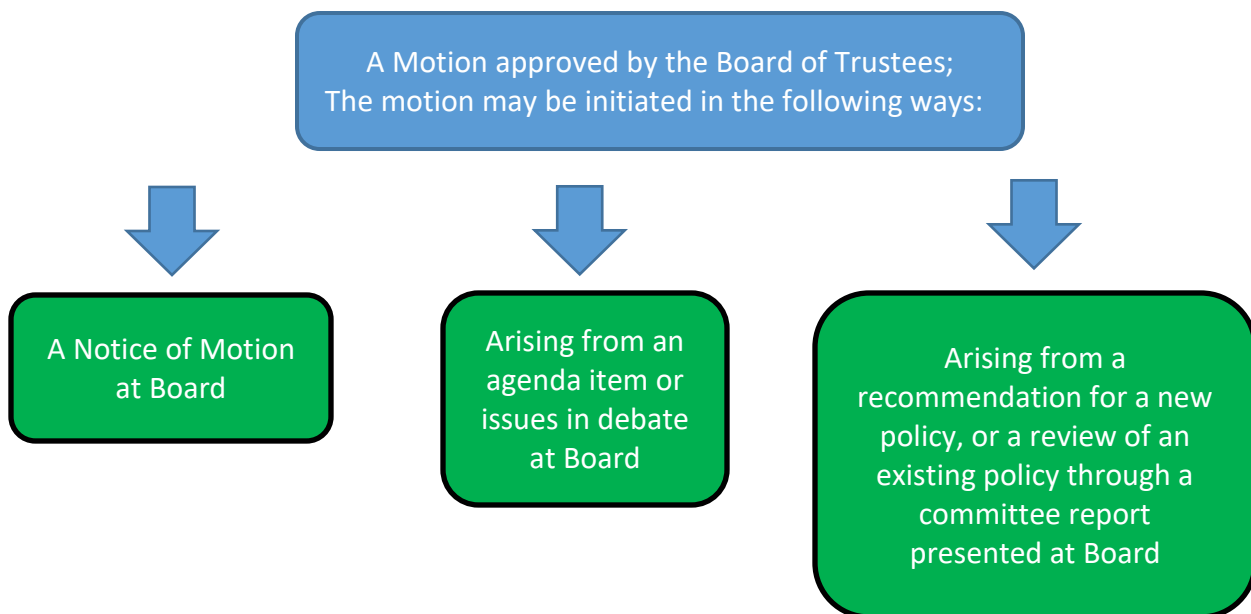 A Motion approved by the Board of Trustees;
The motion may be initiated in the following ways:
A Notice of Motion
at Board
Arising from an
agenda item or
issues in debate
at Board
Arising from a
recommendation for a new
policy, or a review of an
existing policy through a
committee report
presented at Board